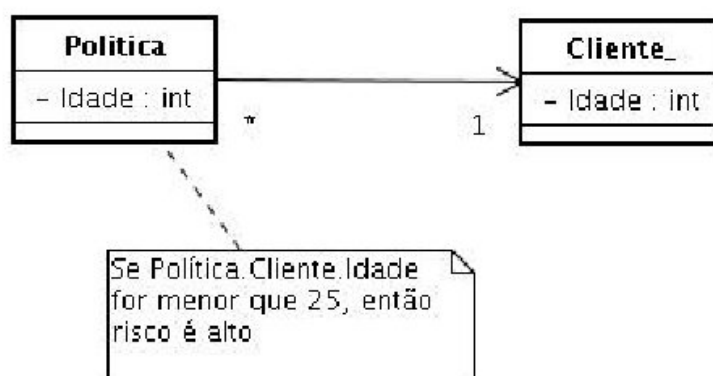 Politica
- Idade : int
*
Cliente_
- Idade : int
1
Se Política.Cliente.Idade
for menor que 25, então
risco é alto